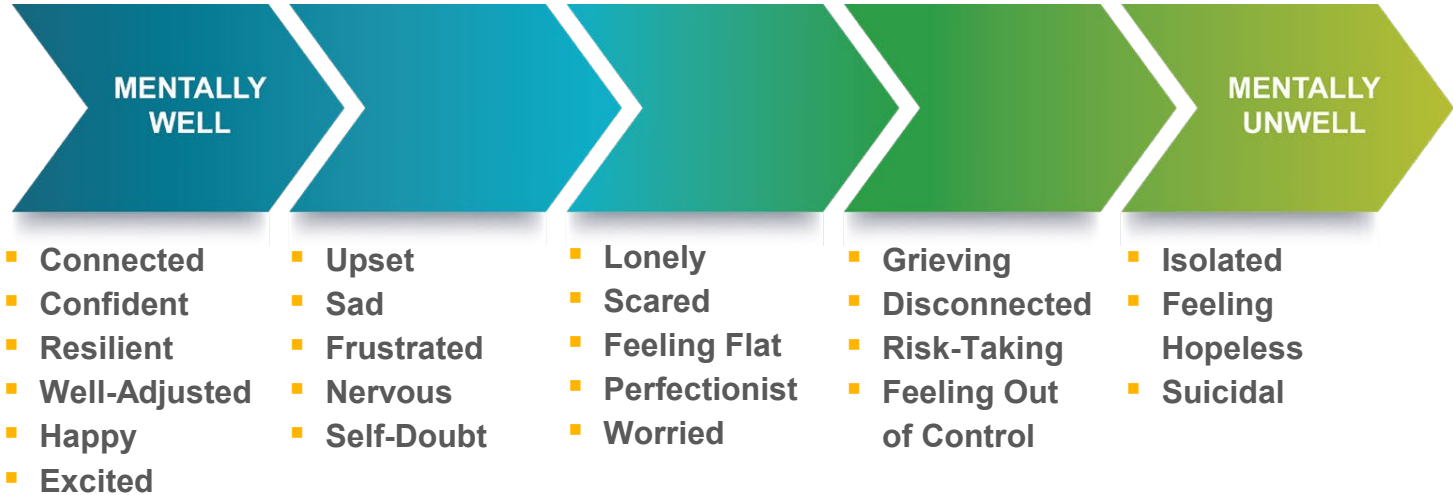 MENTALLY
WELL
MENTALLY
UNWELL
▪ Connected
▪ Confident
▪ Resilient
▪ Well-Adjusted
▪ Happy
▪ Excited
▪ Upset
▪ Sad
▪ Frustrated
▪ Nervous
▪ Self-Doubt
▪ Lonely
▪ Scared
▪ Feeling Flat
▪ Perfectionist
▪ Worried
▪ Grieving
▪ Disconnected
▪ Risk-Taking
▪ Feeling Out
of Control
▪ Isolated
▪ Feeling
Hopeless
▪ Suicidal